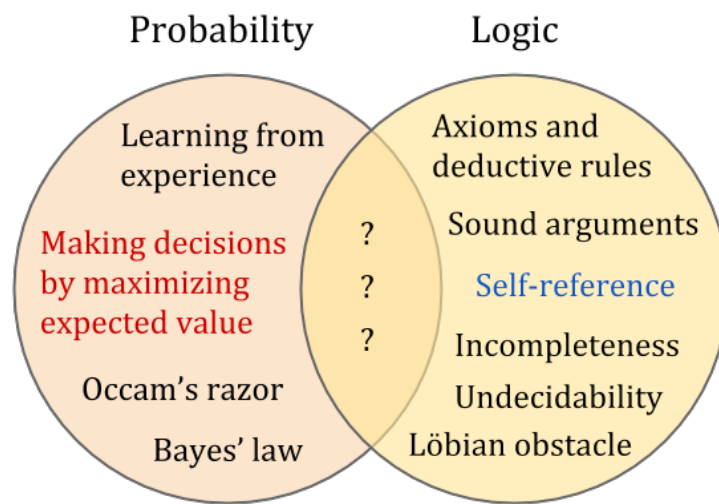 Probability
Logic
Learning from
experience
Making decisions
by maximizing
expected value
Occam’s razor
Bayes’ law
?
?
?
Axioms and
deductive rules
Sound arguments
Self-reference
Incompleteness
Undecidability
Löbian obstacle